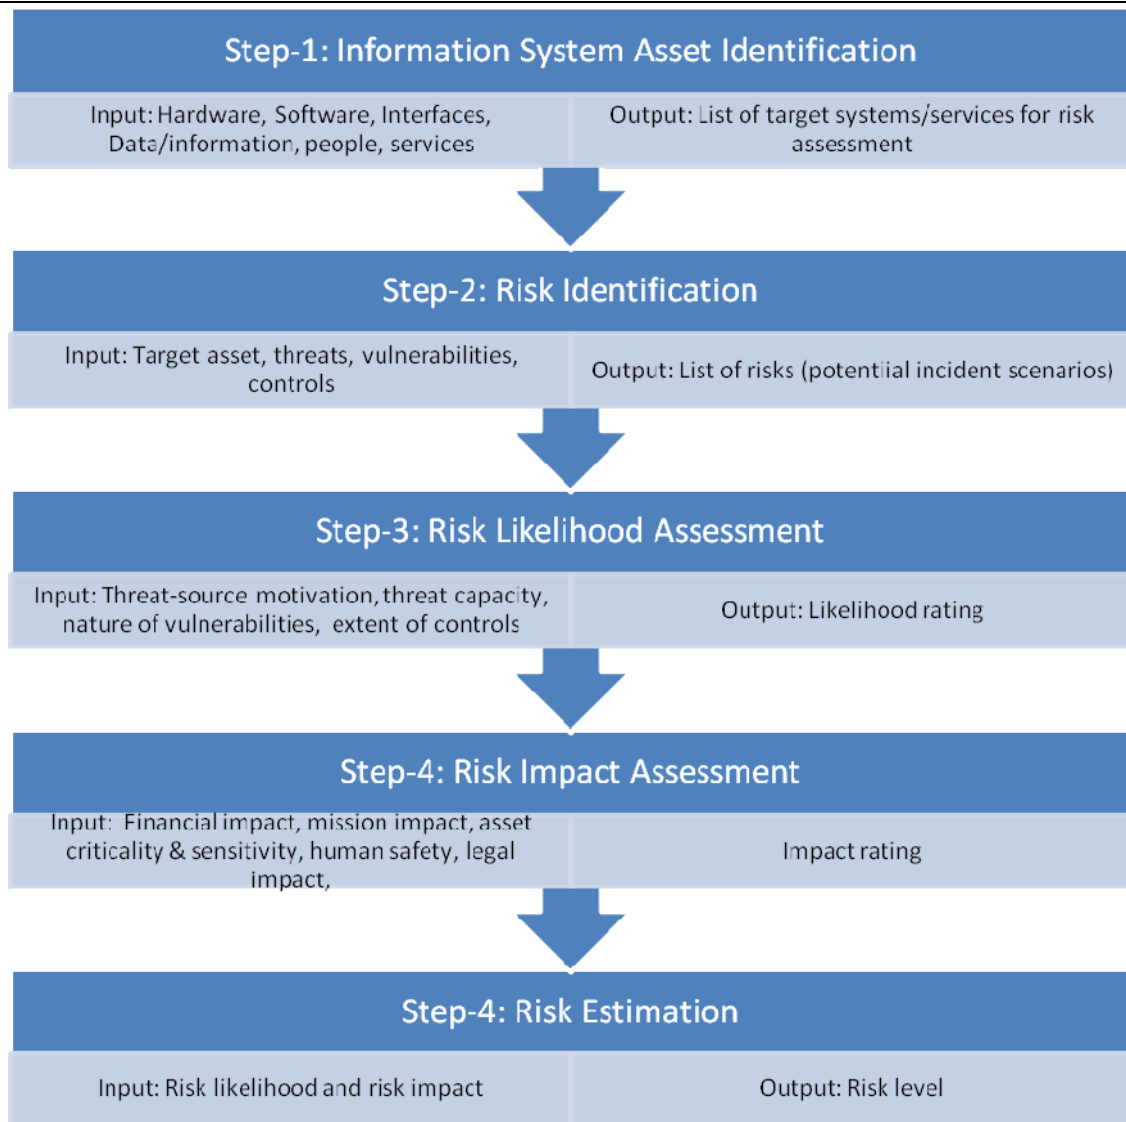 Step-1: Information System Asset Identification
Input: Hardware, Software, Interfaces,
Data/information, people, services
Output: List of target systems/services for risk
assessment
Step-2: Risk Identification
Input: Target asset, threats, vulnerabilities,
controls
Output: List of risks (potentiial incident scenarios)
Step-3: Risk Likelihood Assessment
Input: Threat-source motivation, threat capacity,
nature of vulnerabilities, extent of controls
Output: Likelihood rating
Step-4: Risk Impact Assessment
Input: Financial impact, mission impact, asset
criticality & sensitivity, human safety, legal
impact,
Impact rating
Step-4: Risk Estimation
Input: Risk likelihood and risk impact
Output: Risk level